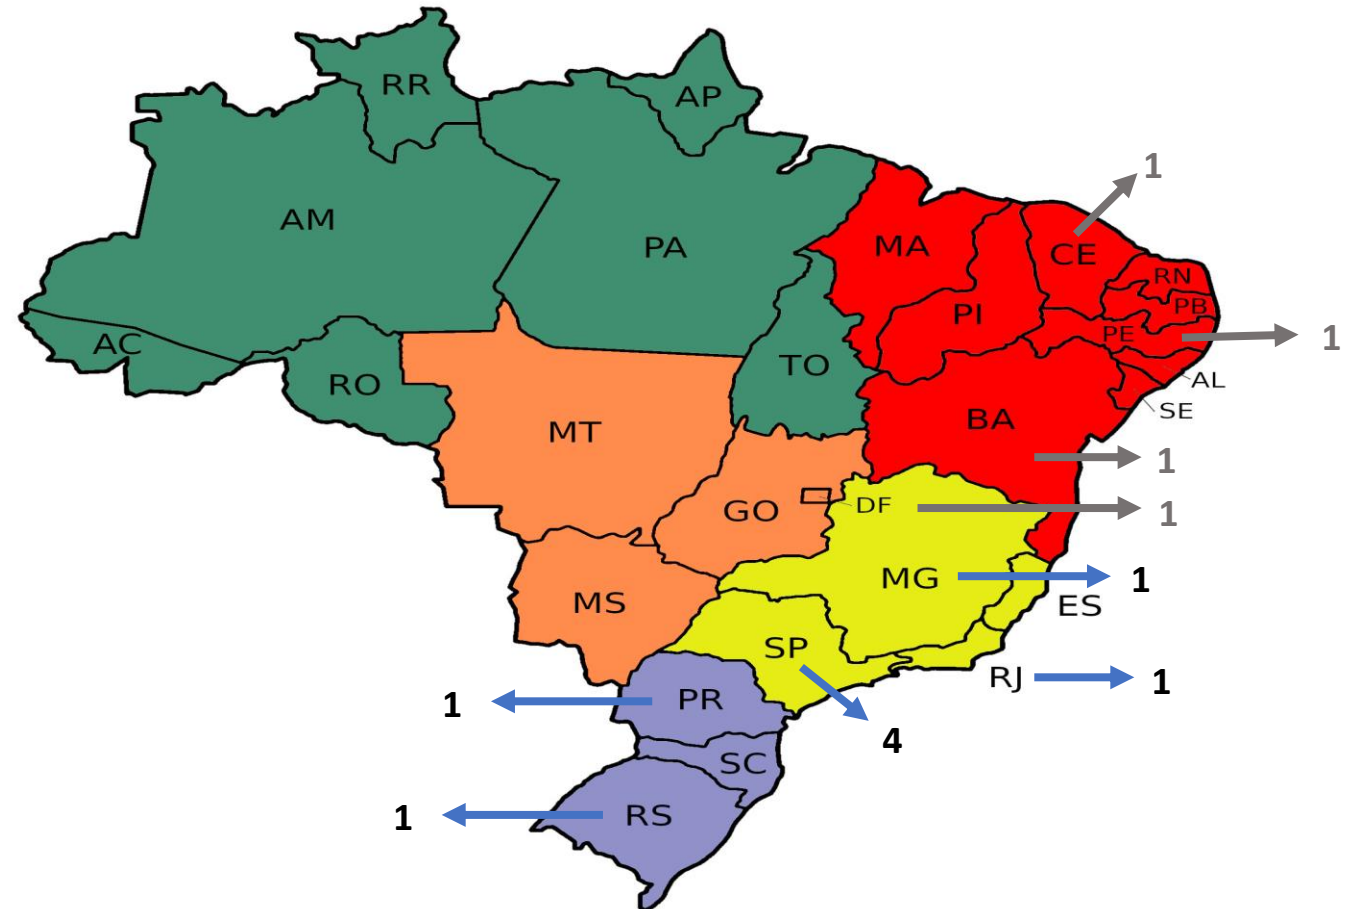 RR
AP
1
AM
PA
MA
CE
RN
PB
PI
PE
1
AC
RO
TO
AL
SE
BA
MT
1
GO
DF
1
MG
1
MS
ES
SP
RJ
1
1
PR
4
SC
1
RS